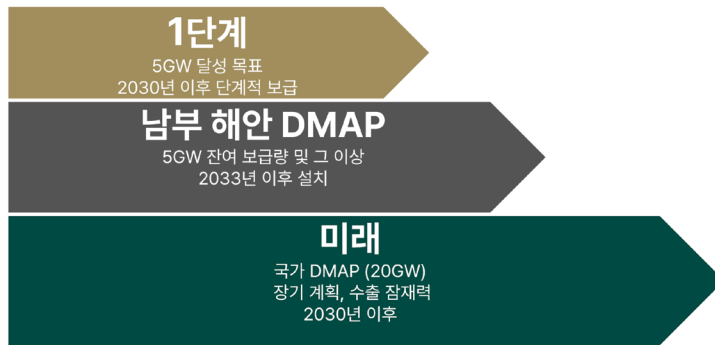 1단계
5GW 달성 목표
2030년 이후 단계적 보급
남부 해안 DMAP
5GW 잔여 보급량 및 그 이상
2033년 이후 설치
미래
국가 DMAP (20GW)
장기 계획, 수출 잠재력
2030년 이후